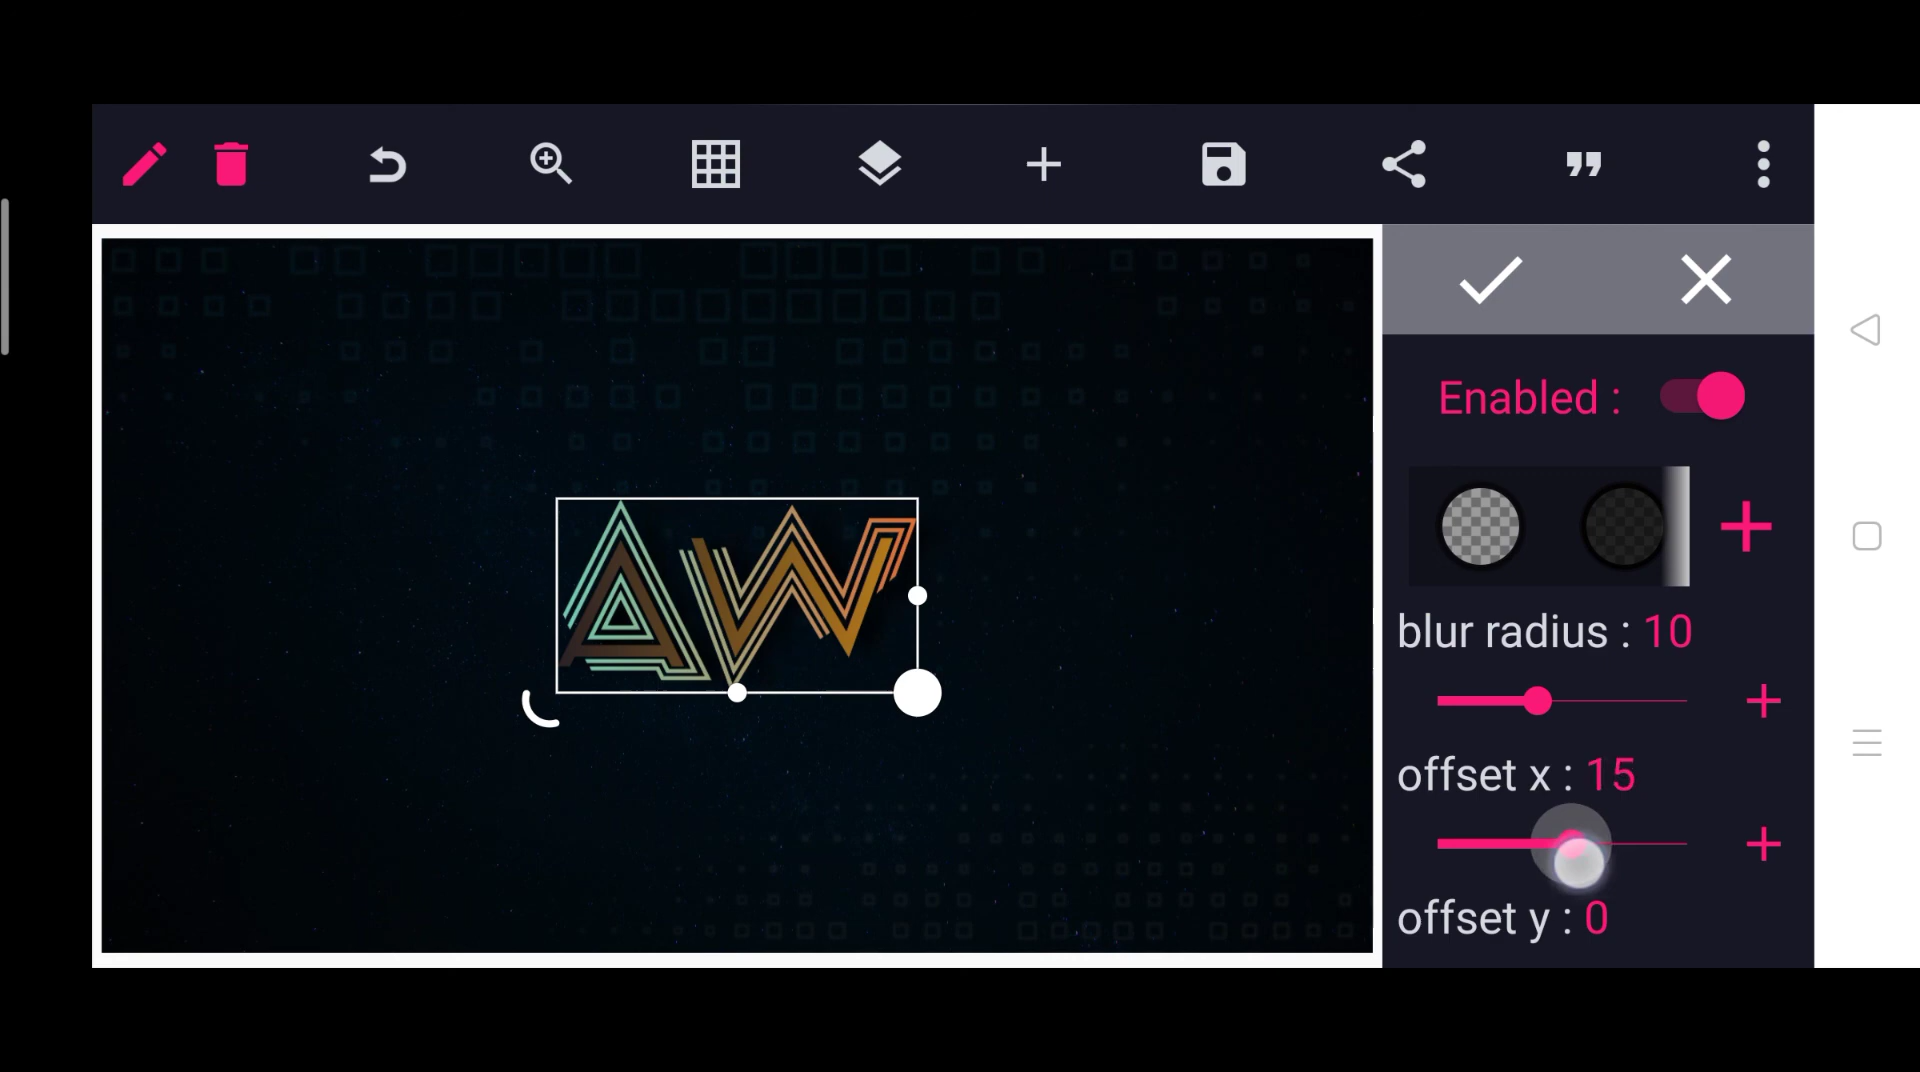 Enabled :
AW
blur radius : 10
offset x : 15
offset y : 0